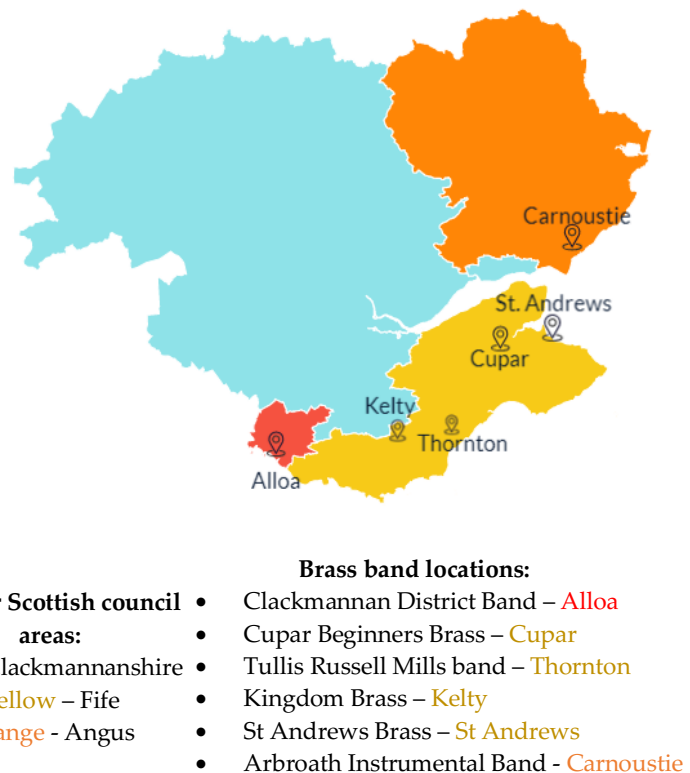 Carnoustie
St. Andrews
Cupar
Kelty
Thornton
Alloa
Brass band locations:
Scottish council
areas:
lackmannanshire
ellow – Fife
ange - Angus
• Clackmannan District Band – Alloa
• Cupar Beginners Brass – Cupar
• Tullis Russell Mills band – Thornton
• Kingdom Brass – Kelty
• St Andrews Brass – St Andrews
• Arbroath Instrumental Band - Carnoustie